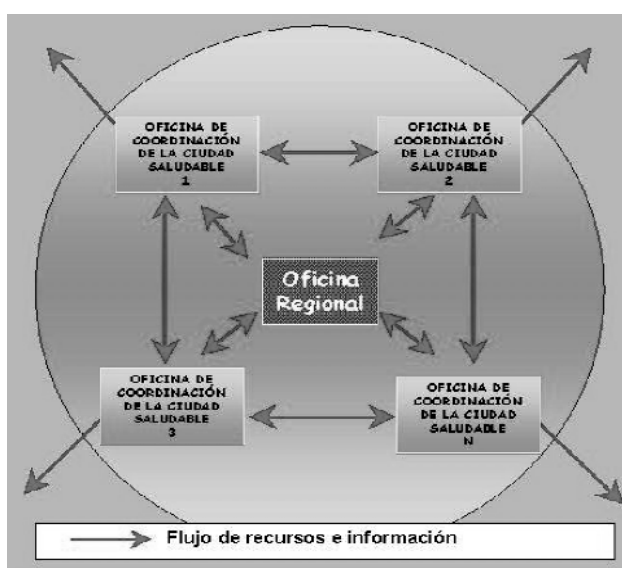 OFICINA DE
COORDINACIÓN
DE LA CIUDAD
SALUDABLE
1
OFICINA DE
COORDINACIÓN
DE LA CIUDAD
SALUDABLE
2
Oficina
Regional
OFICINA DE
COORDINACIÓN
DE LA CIUDAD
SALUDABLE
3
OFICINA DE
COORDINACIÓN
DE LA CIUDAD
SALUDABLE
N
Flujo de recursos e información